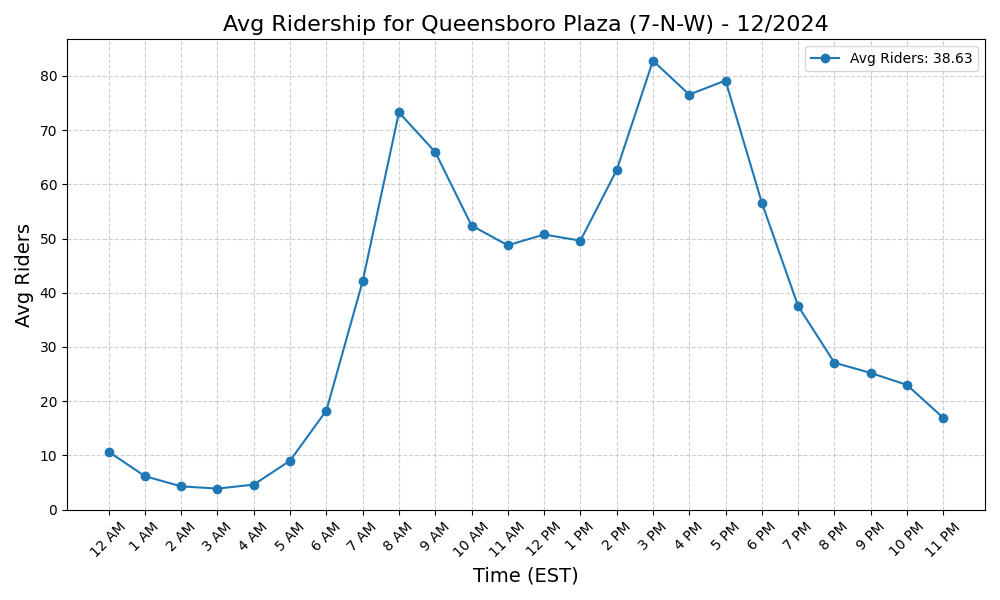 Avg Ridership for Queensboro Plaza (7-N-W) - 12/2024
Avg Riders: 38.63
Avg Riders
80
70
60
50
40
30
20
10
0
12 AM
1 AM
2 AM
3 AM
4 AM
5 AM
6 AM
7 AM
8 AM
9 AM
10 AM
11 AM
12 PM
1 PM
2 PM
3 PM
4 PM
5 PM
6 PM
7 PM
8 PM
9 PM
10 PM
11 PM
Time (EST)